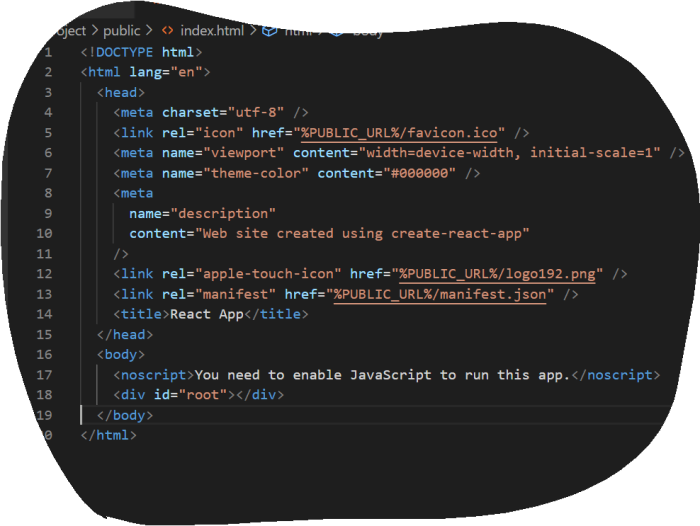 public > index.html > body
1 <!DOCTYPE html>
2 <html lang="en">
3 <head>
4 <meta charset="utf-8" />
5 <link rel="icon" href="%PUBLIC_URL%/favicon.ico" />
6 <meta name="viewport" content="width=device-width, initial-scale=1" />
7 <meta name="theme-color" content="#000000" />
8 <meta
9 name="description"
10 content="Web site created using create-react-app"
11 />
12 <link rel="apple-touch-icon" href="%PUBLIC_URL%/logo192.png" />
13 <link rel="manifest" href="%PUBLIC_URL%/manifest.json" />
14 <title>React App</title>
15 </head>
16 <body>
17 <noscript>You need to enable JavaScript to run this app.</noscript>
18 <div id="root"></div>
19 </body>
</html>